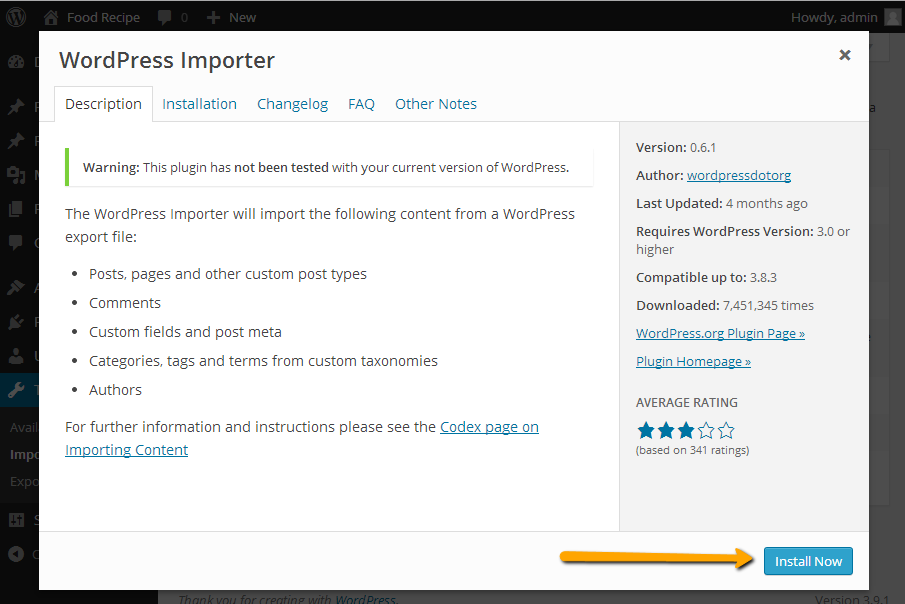 Food Recipe 0 New Howdy, admin
WordPress Importer
Description Installation Changelog FAQ Other Notes
Warning: This plugin has not been tested with your current version of WordPress.
The WordPress Importer will import the following content from a WordPress
export file:
• Posts, pages and other custom post types
• Comments
• Custom fields and post meta
• Categories, tags and terms from custom taxonomies
• Authors
For further information and instructions please see the Codex page on
Importing Content
Version: 0.6.1
Author: wordpressdotorg
Last Updated: 4 months ago
Requires WordPress Version: 3.0 or
higher
Compatible up to: 3.8.3
Downloaded: 7,451,345 times
WordPress.org Plugin Page »
Plugin Homepage »
AVERAGE RATING
(based on 341 ratings)
Install Now
Avail
Impo
Expo
Thank you for creating with WordPress.
Version 3.9.1